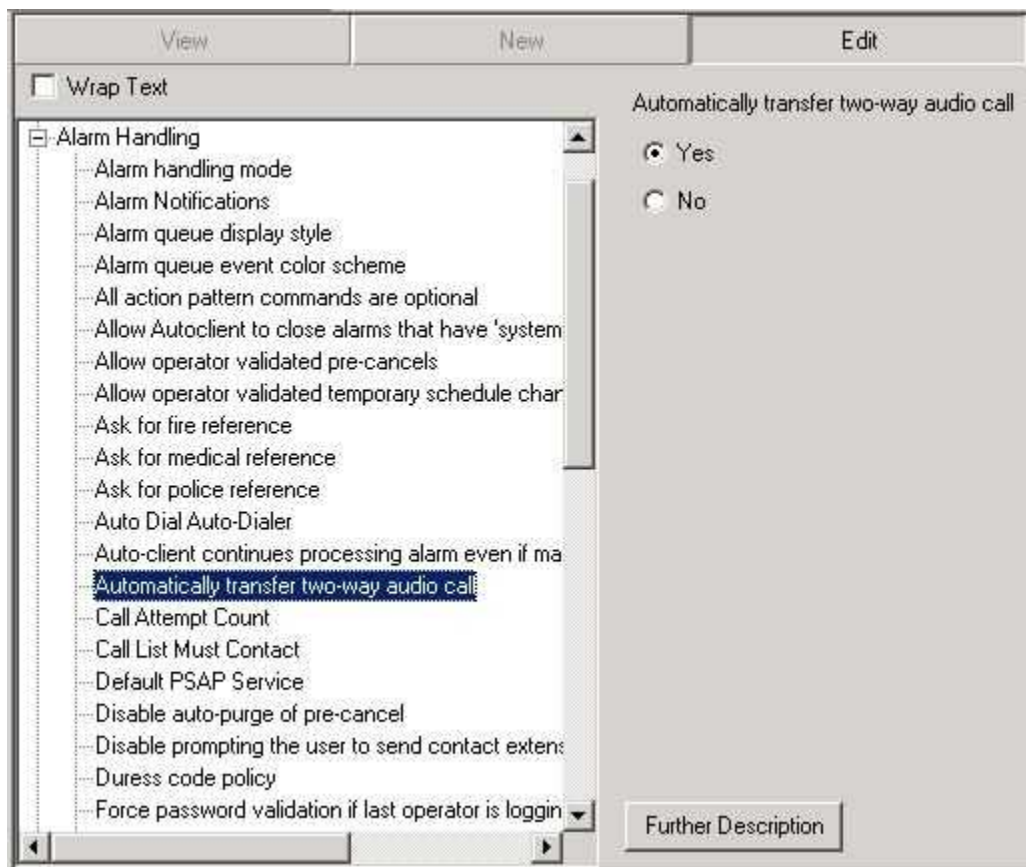 View
New
Edit
Wrap Text
Automatically transfer two-way audio call
Yes
No
Alarm Handling
Alarm handling mode
Alarm Notifications
Alarm queue display style
Alarm queue event color scheme
All action pattern commands are optional
Allow Autoclient to close alarms that have 'system
Allow operator validated pre-cancels
Allow operator validated temporary schedule char
Ask for fire reference
Ask for medical reference
Ask for police reference
Auto Dial Auto-Dialer
Auto-client continues processing alarm even if ma
Automatically transfer two-way audio call
Call Attempt Count
Call List Must Contact
Default PSAP Service
Disable auto-purge of pre-cancel
Disable prompting the user to send contact extens
Duress code policy
Force password validation if last operator is loggin
Further Description